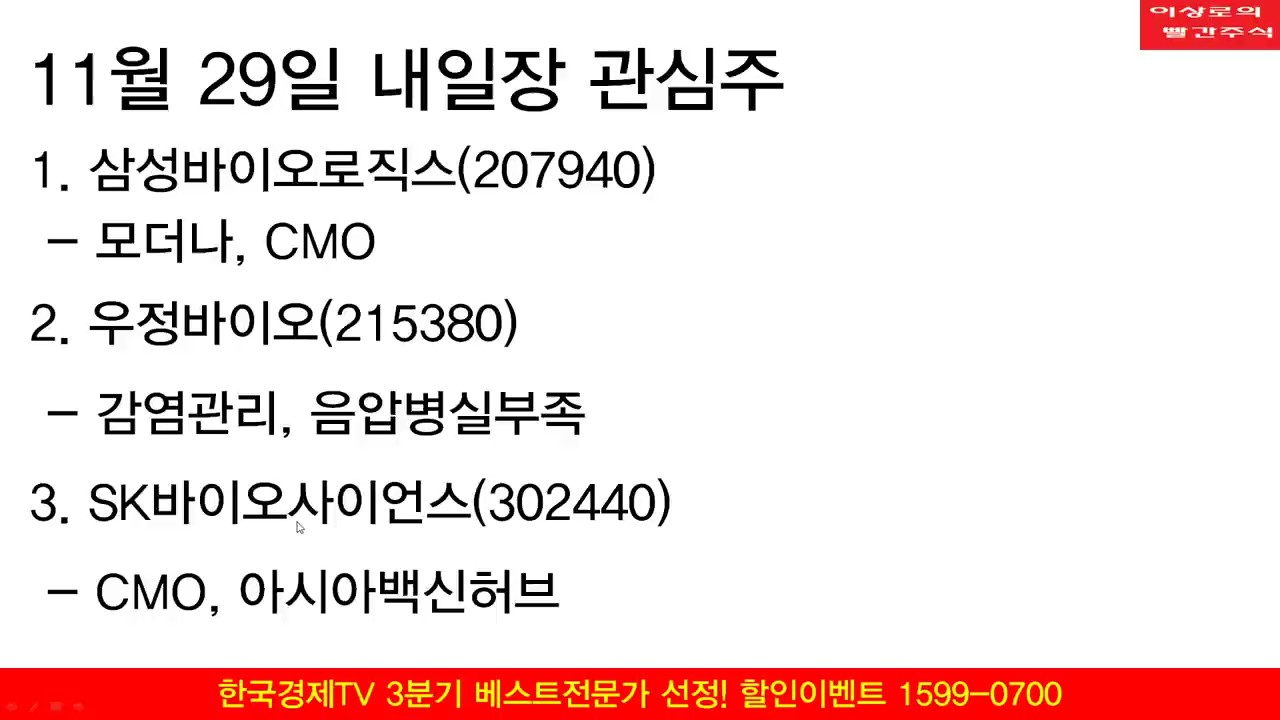 이상로의
빨간주식
11월 29일 내일장 관심주
1. 삼성바이오로직스(207940)
- 모더나, CMO
2. 우정바이오(215380)
- 감염관리, 음압병실부족
3. SK바이오사이언스(302440)
- CMO, 아시아백신허브
한국경제TV 3분기 베스트전문가 선정! 할인이벤트 1599-0700